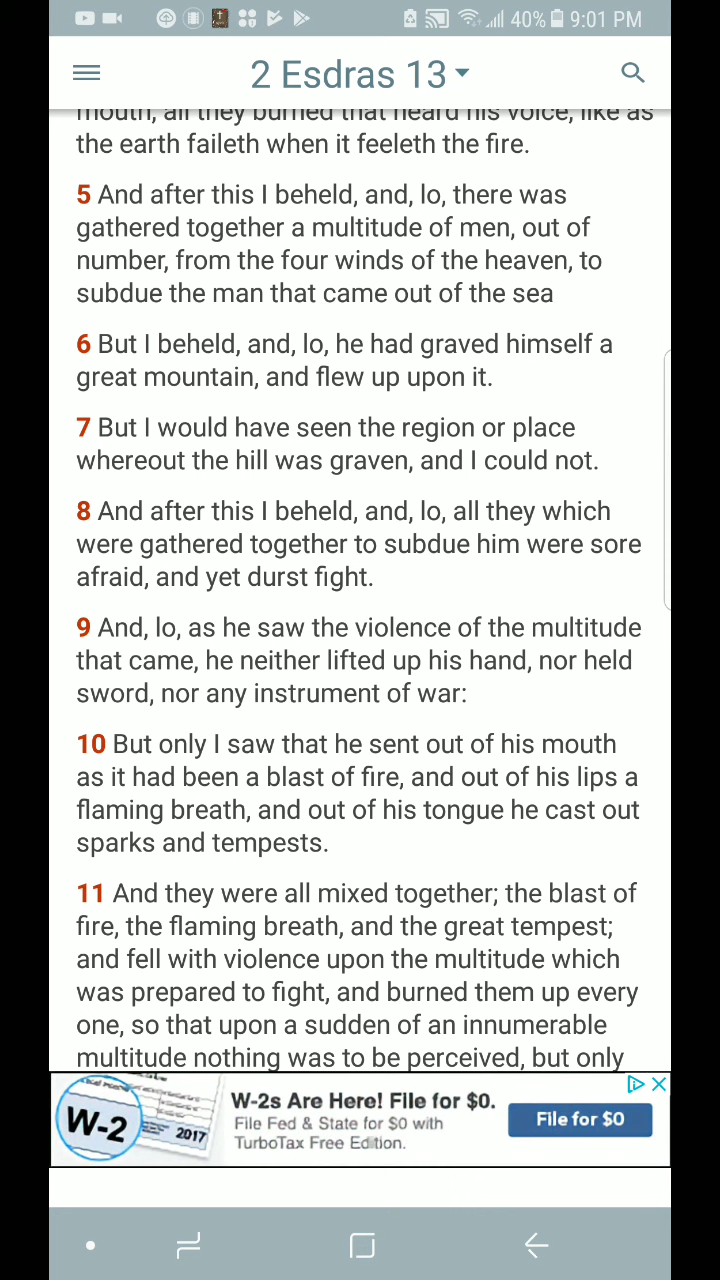 40% 9:01 PM
2 Esdras 13
mouth, all they burned that heard his voice, like as
the earth faileth when it feeleth the fire.
5 And after this I beheld, and, lo, there was
gathered together a multitude of men, out of
number, from the four winds of the heaven, to
subdue the man that came out of the sea
6 But I beheld, and, lo, he had graved himself a
great mountain, and flew up upon it.
7 But I would have seen the region or place
whereout the hill was graven, and I could not.
8 And after this I beheld, and, lo, all they which
were gathered together to subdue him were sore
afraid, and yet durst fight.
9 And, lo, as he saw the violence of the multitude
that came, he neither lifted up his hand, nor held
sword, nor any instrument of war:
10 But only I saw that he sent out of his mouth
as it had been a blast of fire, and out of his lips a
flaming breath, and out of his tongue he cast out
sparks and tempests.
11 And they were all mixed together; the blast of
fire, the flaming breath, and the great tempest;
and fell with violence upon the multitude which
was prepared to fight, and burned them up every
one, so that upon a sudden of an innumerable
multitude nothing was to be perceived, but only
W-2
2017
W-2s Are Here! File for $0.
File Fed & State for $0 with
TurboTax Free Edition.
File for $0